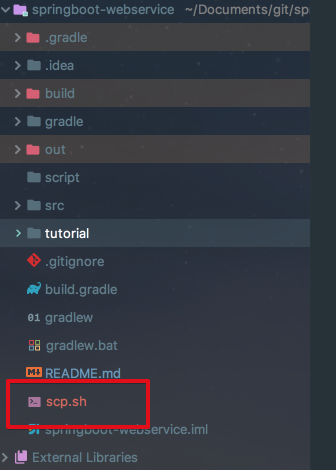 springboot-webservice ~/Documents/git/sp
.gradle
.idea
build
gradle
out
script
src
tutorial
.gitignore
build.gradle
01 gradlew
gradlew.bat
M+ README.md
scp.sh
springboot-webservice.iml
External Libraries